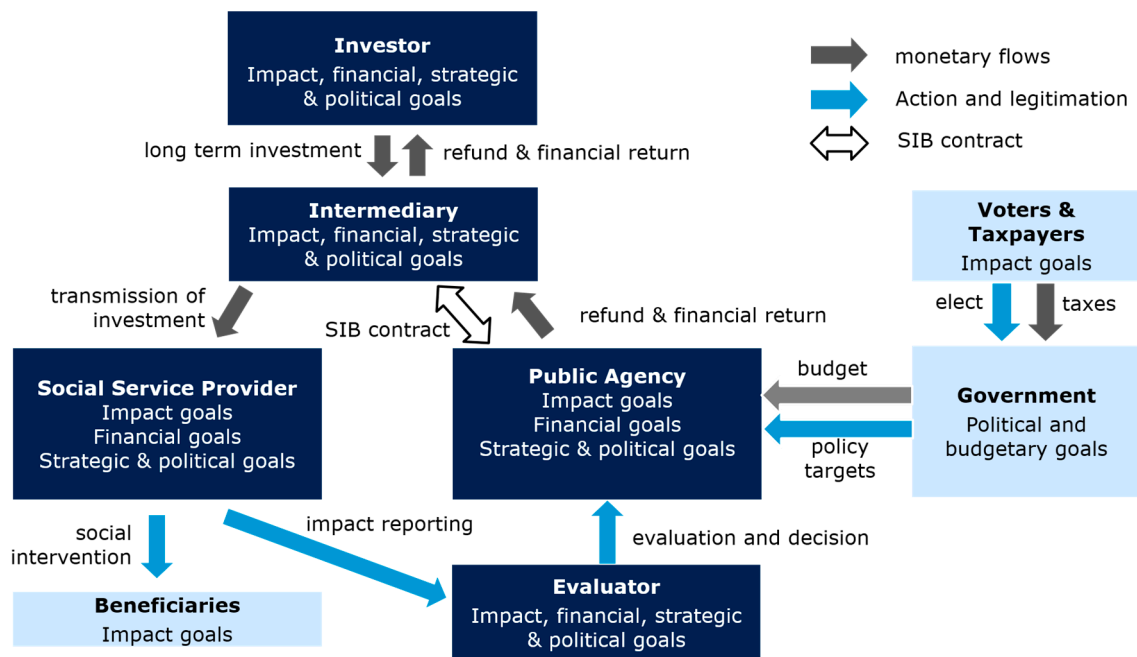 Investor
Impact, financial, strategic
& political goals
monetary flows
Action and legitimation
SIB contract
long term investment
refund & financial return
Intermediary
Impact, financial, strategic
& political goals
Voters &
Taxpayers
Impact goals
transmission of
investment
SIB contract
refund & financial return
elect
taxes
Social Service Provider
Impact goals
Financial goals
Strategic & political goals
Public Agency
Impact goals
Financial goals
Strategic & political goals
budget
policy
targets
Government
Political and
budgetary goals
social
intervention
impact reporting
evaluation and decision
Beneficiaries
Impact goals
Evaluator
Impact, financial, strategic
& political goals